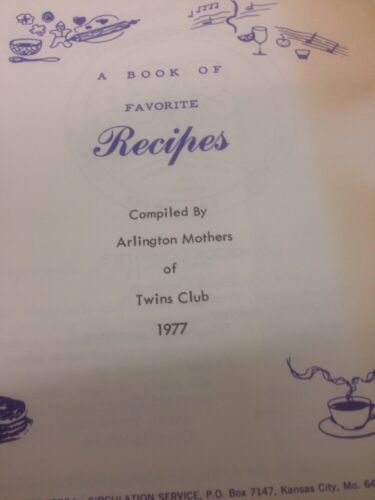 A BOOK OF
FAVORITE
Recipes
Compiled By
Arlington Mothers
of
Twins Club
1977
CIRCULATION SERVICE, P.O. Box 7147, Kansas City, Mo. 64